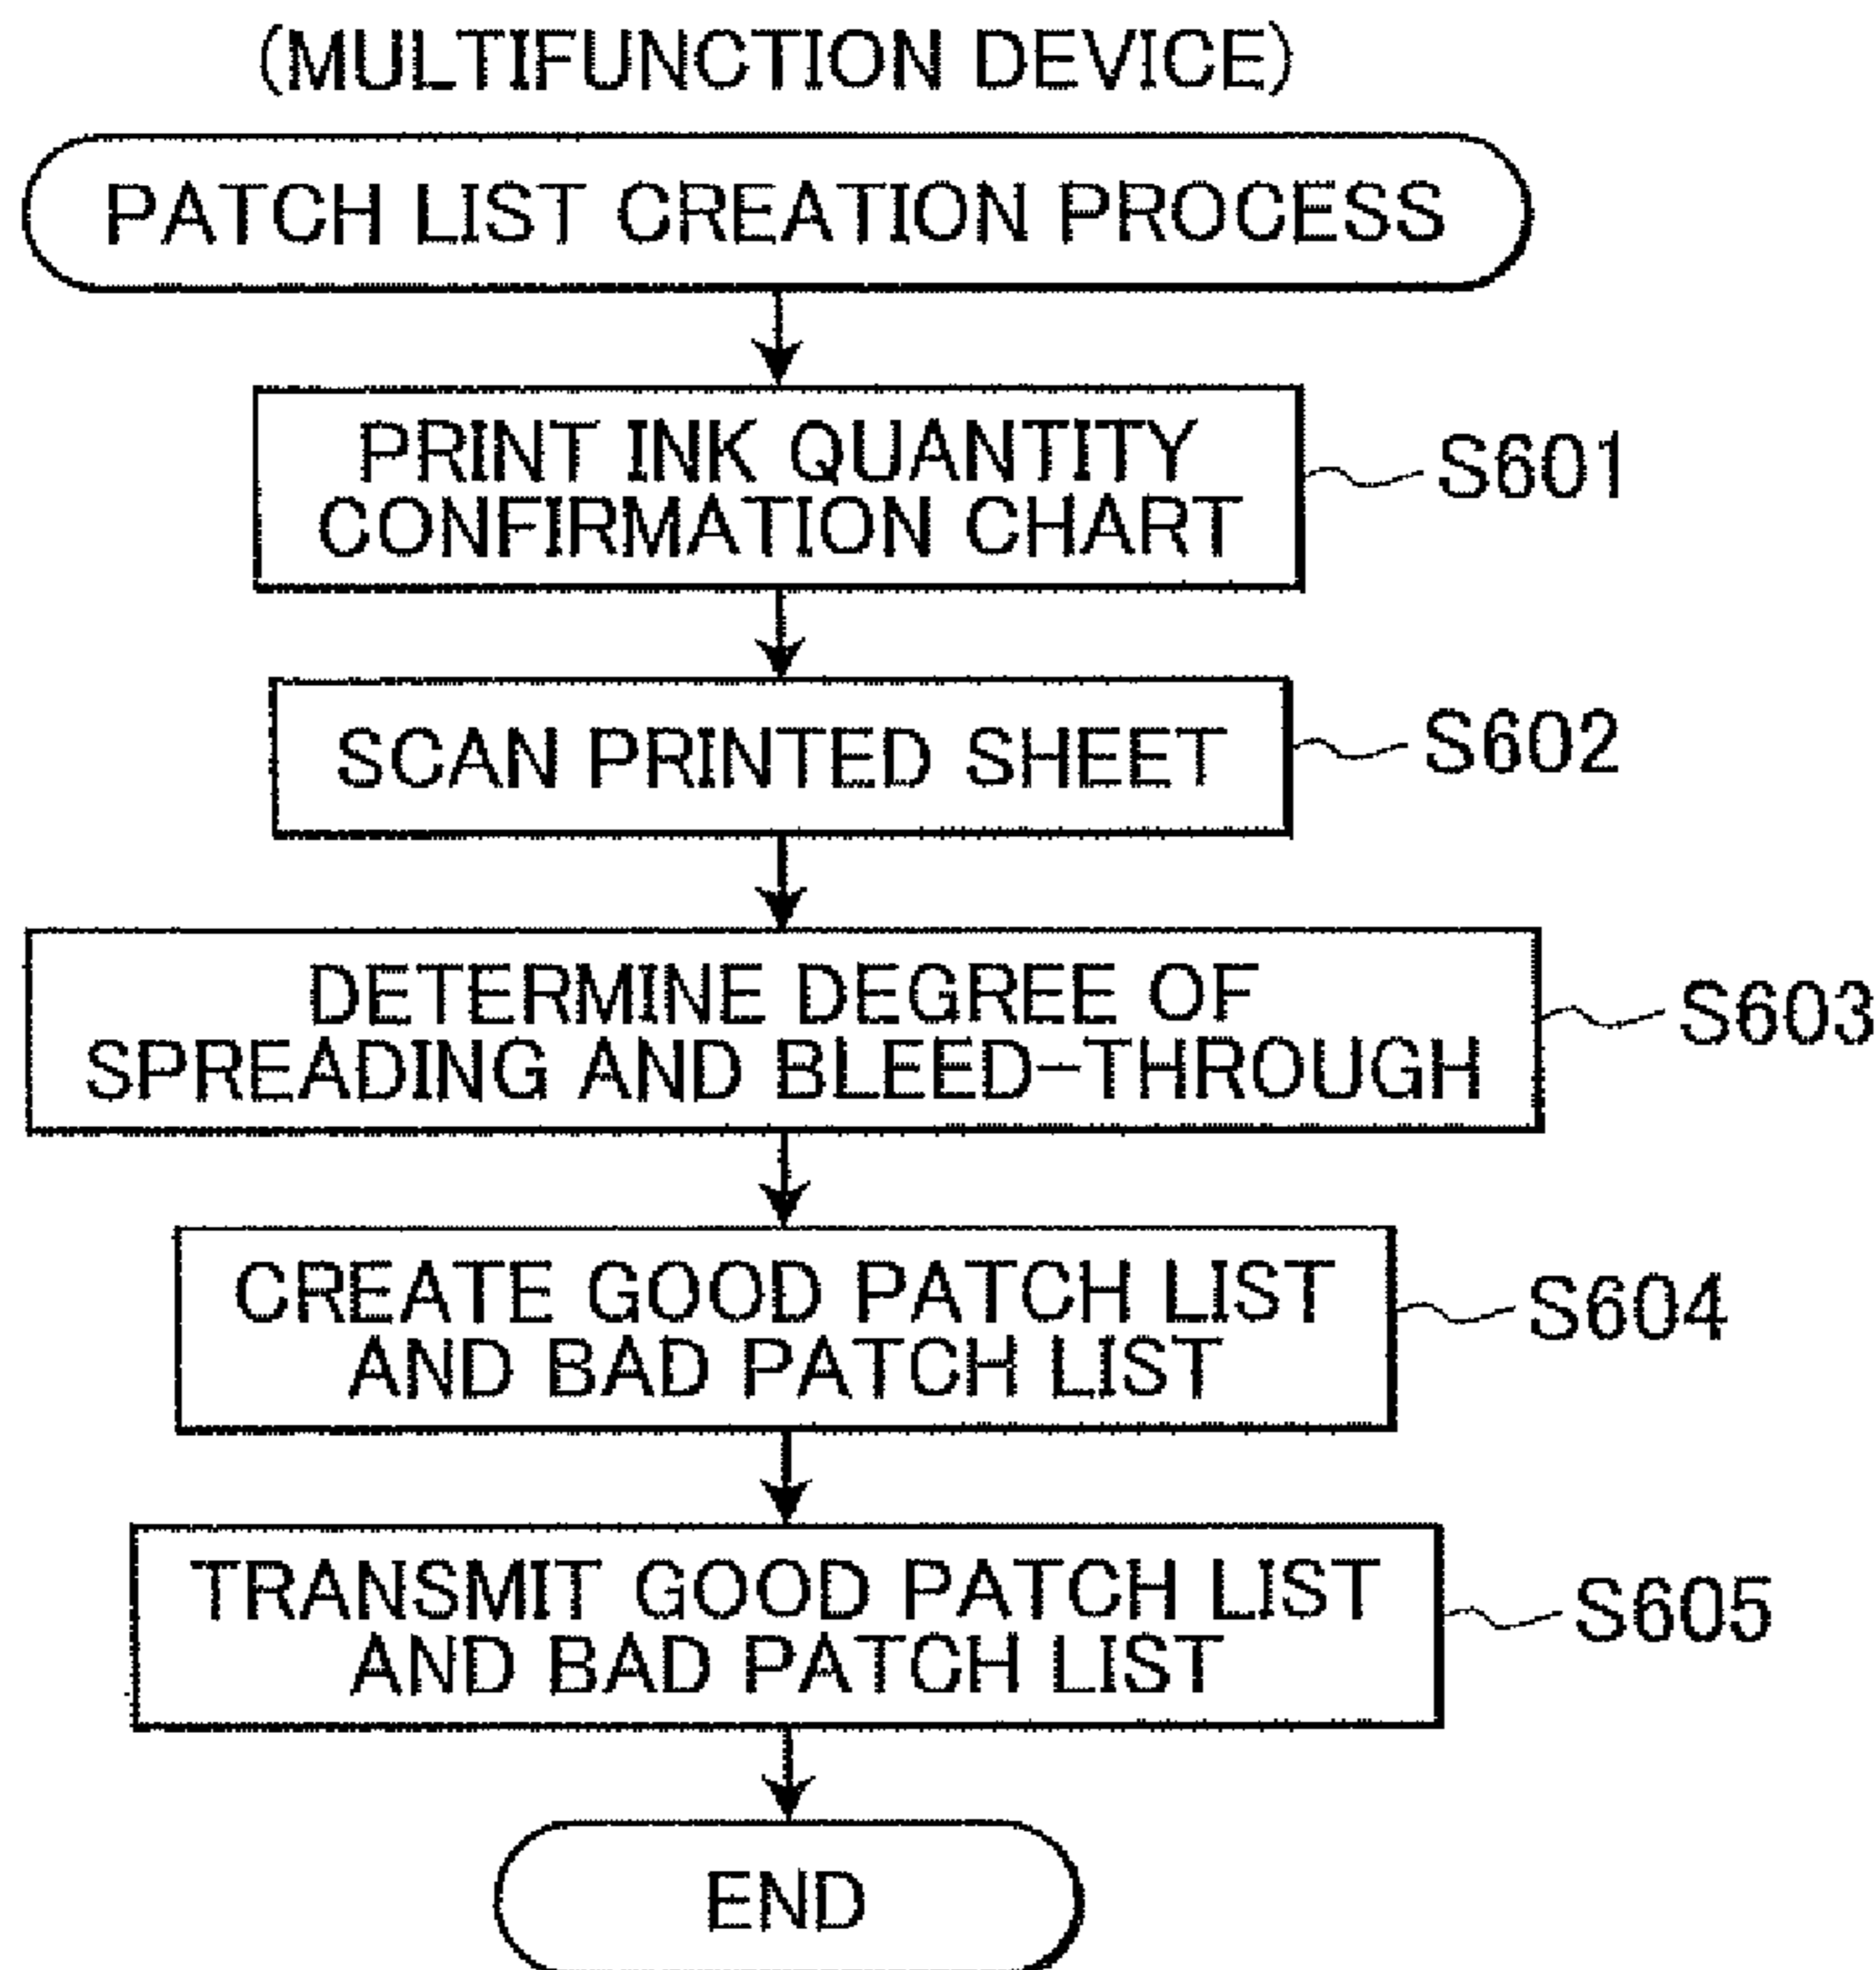 (MULTIFUNCTION DEVICE)
PATCH LIST CREATION PROCESS
PRINT INK QUANTITY
CONFIRMATION CHART
S601
SCAN PRINTED SHEET
S602
DETERMINE DEGREE OF
SPREADING AND BLEED-THROUGH
S603
CREATE GOOD PATCH LIST
AND BAD PATCH LIST
S604
TRANSMIT GOOD PATCH LIST
AND BAD PATCH LIST
S605
END